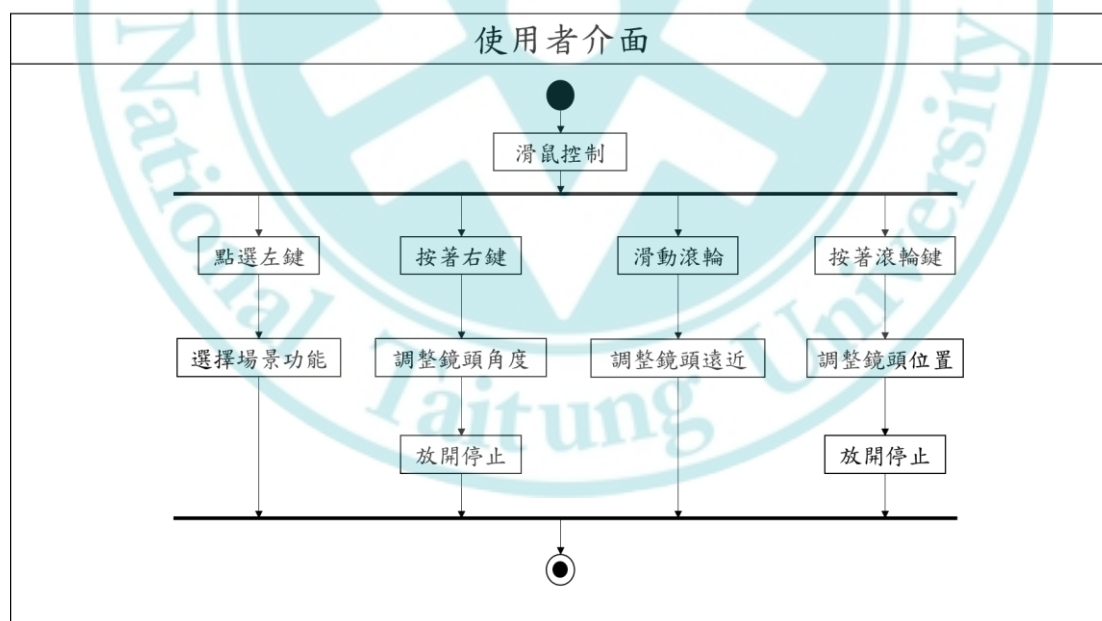 使用者介面
滑鼠控制
點選左鍵 按著右鍵 滑動滾輪 按著滾輪鍵
選擇場景功能 調整鏡頭角度 調整鏡頭遠近 調整鏡頭位置
放開停止 放開停止
National Taitung University